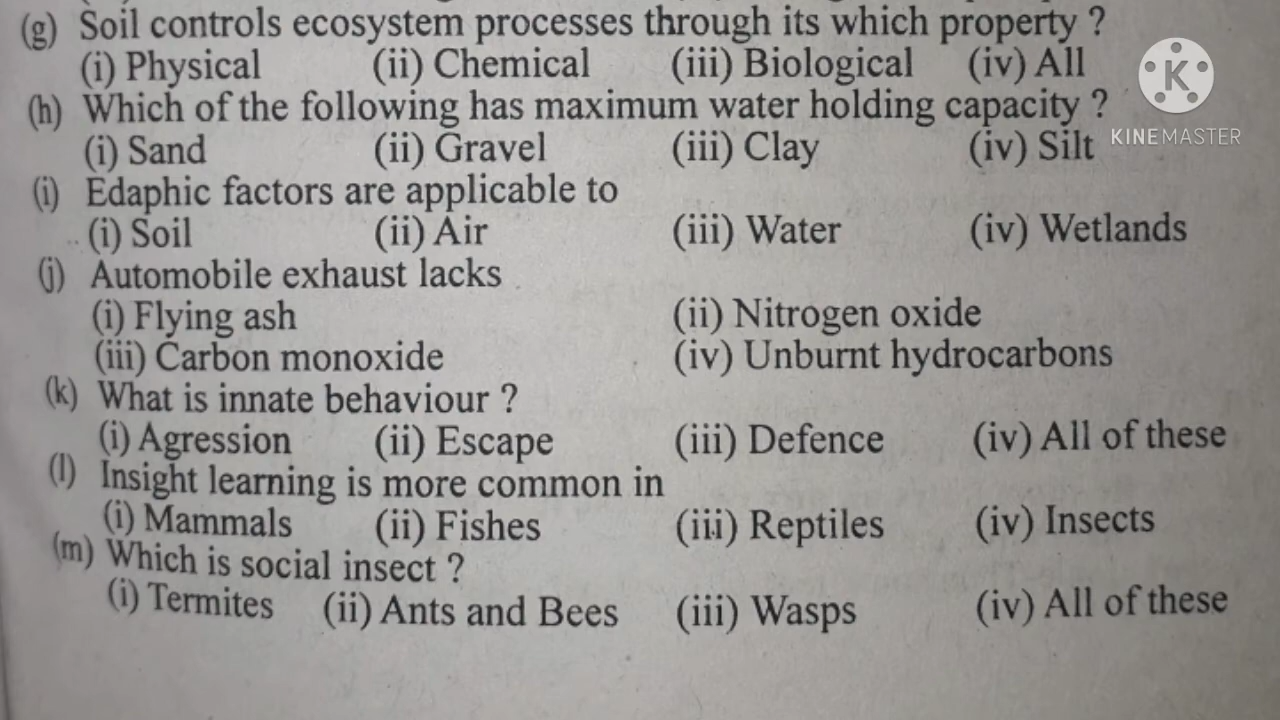 (g) Soil controls ecosystem processes through its which property ?
(i) Physical (ii) Chemical (iii) Biological (iv) All
(h) Which of the following has maximum water holding capacity ?
(i) Sand (ii) Gravel (iii) Clay (iv) Silt
(i) Edaphic factors are applicable to
(i) Soil (ii) Air (iii) Water (iv) Wetlands
(j) Automobile exhaust lacks
(i) Flying ash (ii) Nitrogen oxide
(iii) Carbon monoxide (iv) Unburnt hydrocarbons
(k) What is innate behaviour ?
(i) Agression (ii) Escape (iii) Defence (iv) All of these
(l) Insight learning is more common in
(i) Mammals (ii) Fishes (iii) Reptiles (iv) Insects
(m) Which is social insect ?
(i) Termites (ii) Ants and Bees (iii) Wasps (iv) All of these
K
KINEMASTER